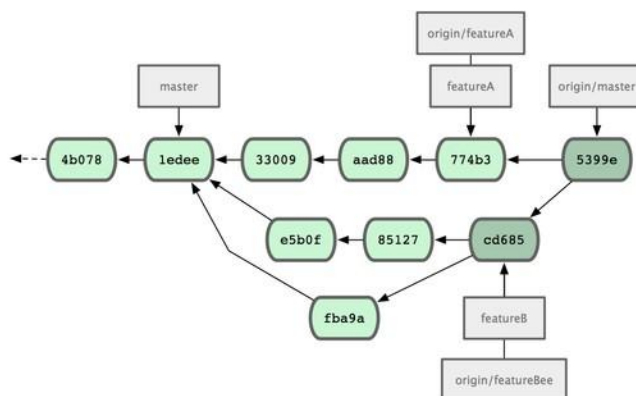 origin/featureA
master
featureA
origin/master
4b078
1edee
33009
aad88
774b3
5399e
e5b0f
85127
cd685
fba9a
featureB
origin/featureBee